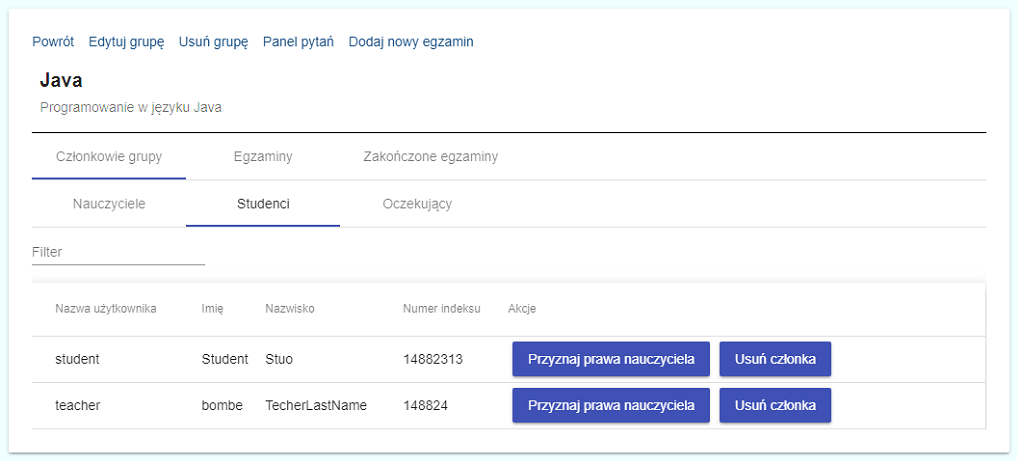 Powrót Edytuj grupę Usuń grupę Panel pytań Dodaj nowy egzamin
Java
Programowanie w języku Java
Członkowie grupy Egzaminy Zakończone egzaminy
Nauczyciele Studenci Oczekujący
Filter
Nazwa użytkownika Imię Nazwisko Numer indeksu Akcje
student Student Stuo 14882313 Przyznaj prawa nauczyciela Usuń członka
teacher bombe TecherLastName 148824 Przyznaj prawa nauczyciela Usuń członka